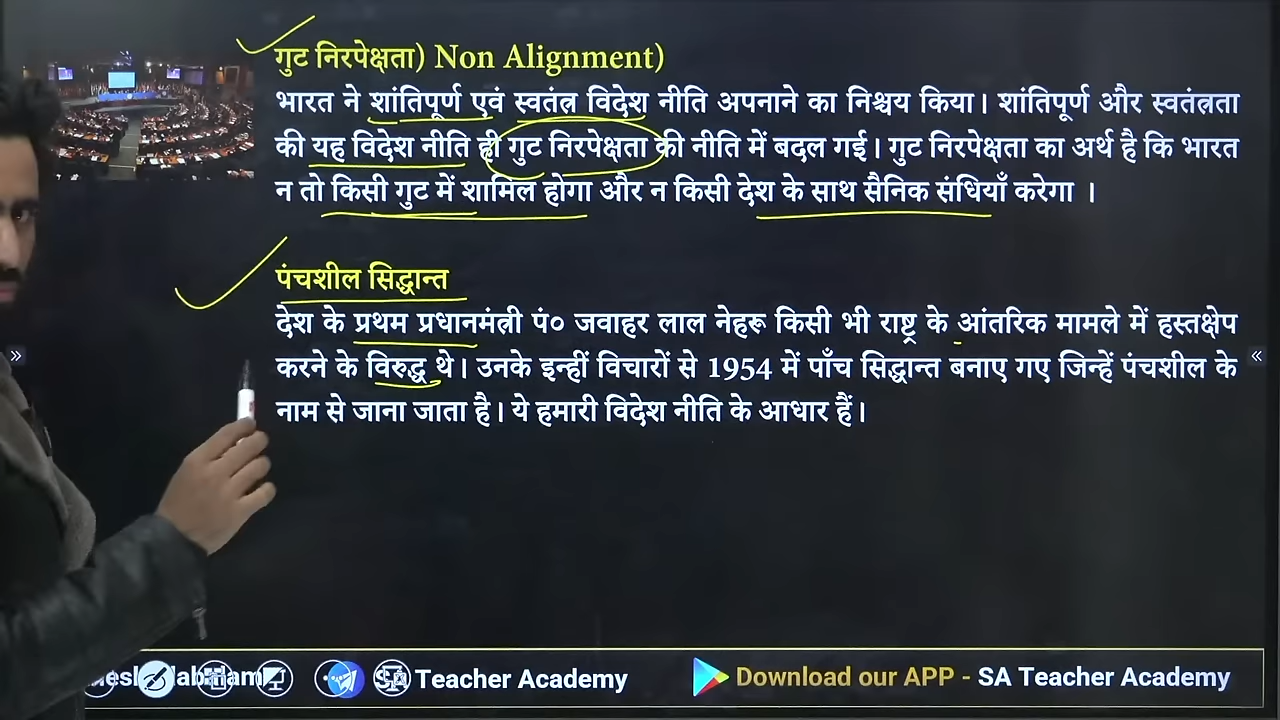 गुट निरपेक्षता) Non Alignment)
भारत ने शांतिपूर्ण एवं स्वतंत्र विदेश नीति अपनाने का निश्चय किया। शांतिपूर्ण और स्वतंत्रता
की यह विदेश नीति ही गुट निरपेक्षता की नीति में बदल गई। गुट निरपेक्षता का अर्थ है कि भारत
न तो किसी गुट में शामिल होगा और न किसी देश के साथ सैनिक संधियाँ करेगा ।
पंचशील सिद्धान्त
देश के प्रथम प्रधानमंत्री पं० जवाहर लाल नेहरू किसी भी राष्ट्र के आंतरिक मामले में हस्तक्षेप
करने के विरुद्ध थे। उनके इन्हीं विचारों से 1954 में पाँच सिद्धान्त बनाए गए जिन्हें पंचशील के
नाम से जाना जाता है। ये हमारी विदेश नीति के आधार हैं।
Teacher Academy
Download our APP - SA Teacher Academy